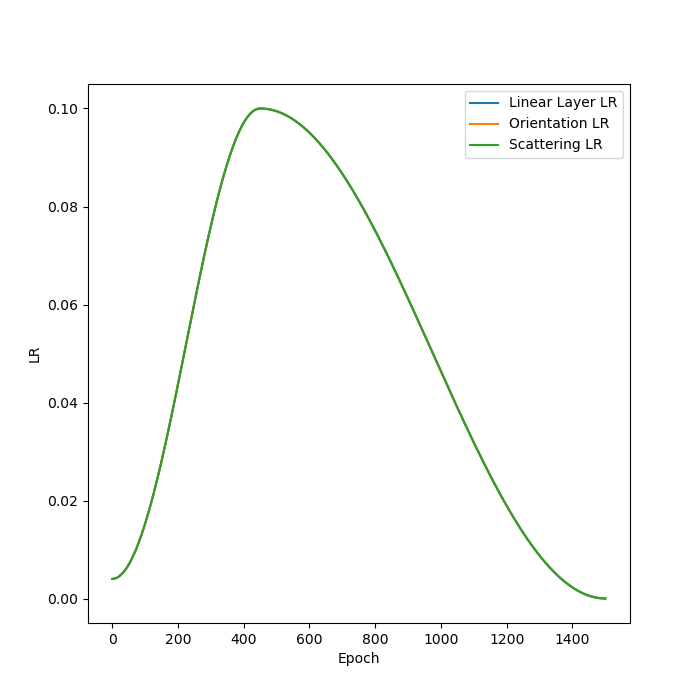 Linear Layer LR
Orientation LR
Scattering LR
0.10
0.08
0.06
0.04
0.02
0.00
LR
0 200 400 600 800 1000 1200 1400
Epoch